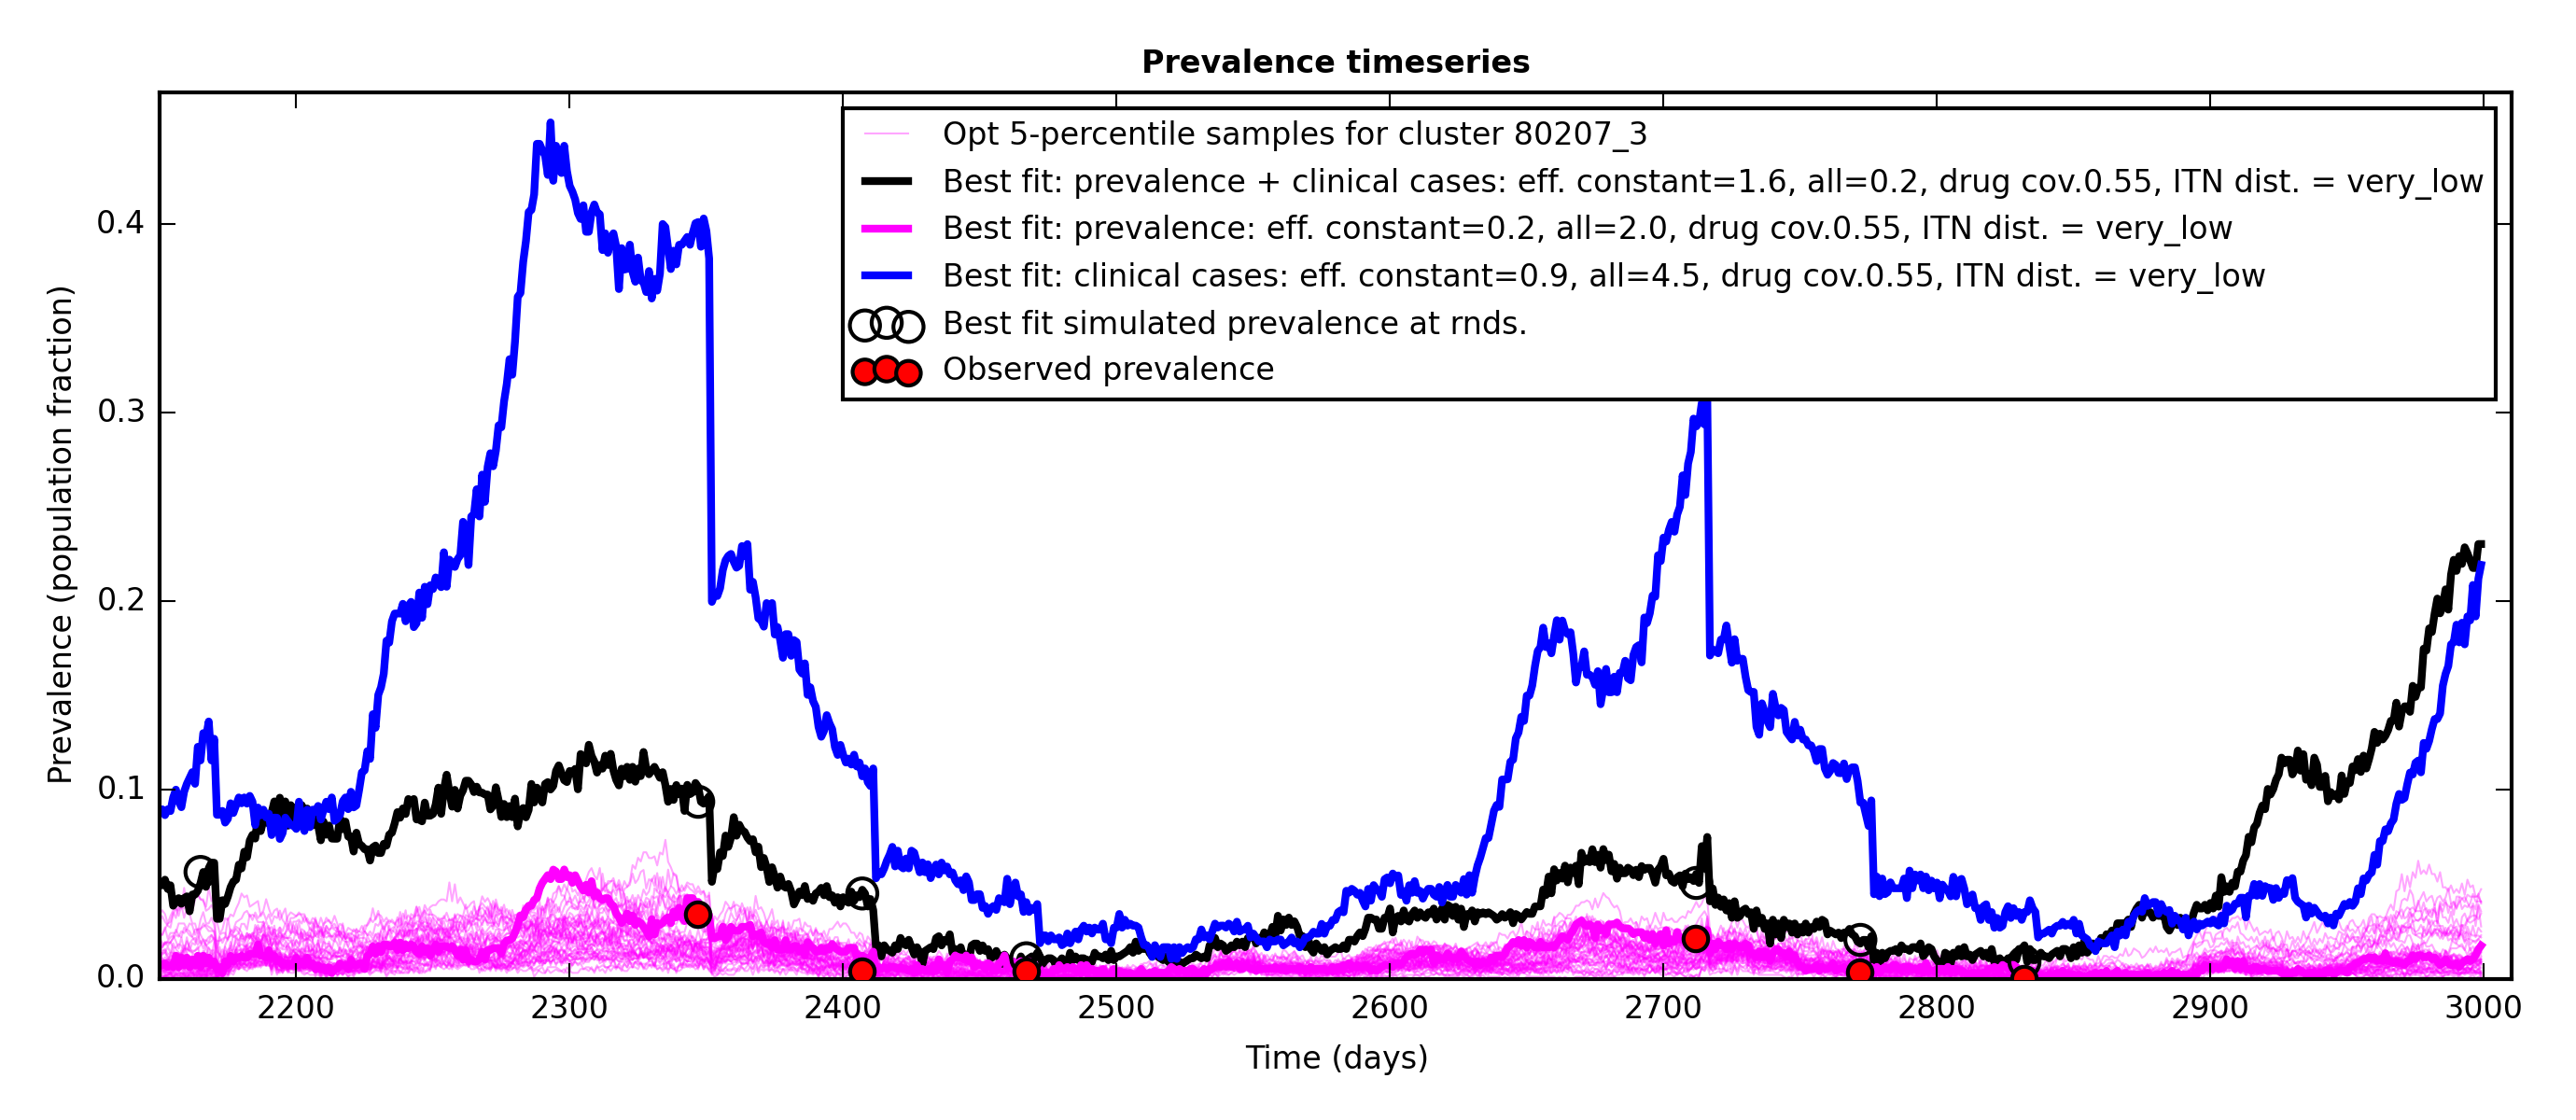 Prevalence timeseries
Opt 5-percentile samples for cluster 80207_3
Best fit: prevalence + clinical cases: eff. constant=1.6, all=0.2, drug cov.0.55, ITN dist. = very_low
Best fit: prevalence: eff. constant=0.2, all=2.0, drug cov.0.55, ITN dist. = very_low
Best fit: clinical cases: eff. constant=0.9, all=4.5, drug cov.0.55, ITN dist. = very_low
Best fit simulated prevalence at rnds.
Observed prevalence
Prevalence (population fraction)
0.4
0.3
0.2
0.1
0.0
2200 2300 2400 2500 2600 2700 2800 2900 3000
Time (days)